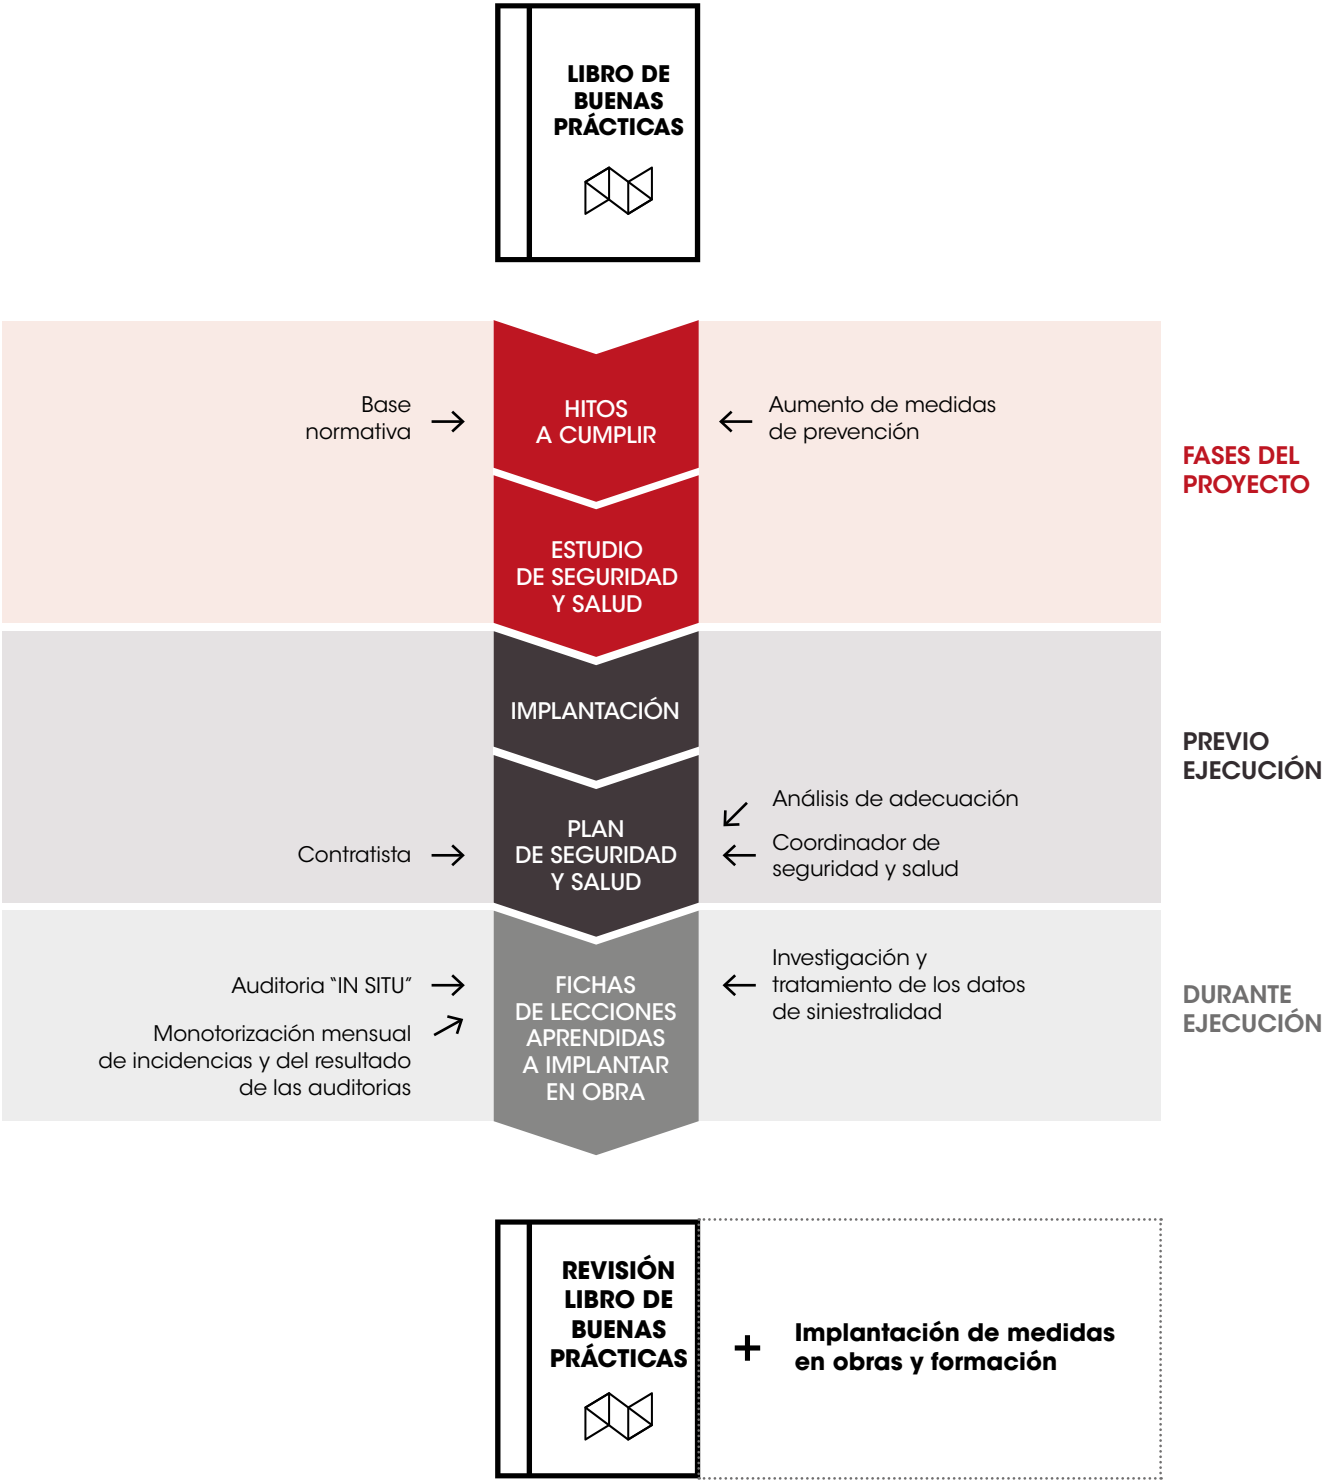 LIBRO DE
BUENAS
PRÁCTICAS
Base
normativa
HITOS
A CUMPLIR
Aumento de medidas
de prevención
FASES DEL
PROYECTO
ESTUDIO
DE SEGURIDAD
Y SALUD
IMPLANTACIÓN
PREVIO
EJECUCIÓN
Contratista
PLAN
DE SEGURIDAD
Y SALUD
Análisis de adecuación
Coordinador de
seguridad y salud
Auditoria "IN SITU"
Monotorización mensual
de incidencias y del resultado
de las auditorias
FICHAS
DE LECCIONES
APRENDIDAS
A IMPLANTAR
EN OBRA
Investigación y
tratamiento de los datos
de siniestralidad
DURANTE
EJECUCIÓN
REVISIÓN
LIBRO DE
BUENAS
PRÁCTICAS
+
Implantación de medidas
en obras y formación